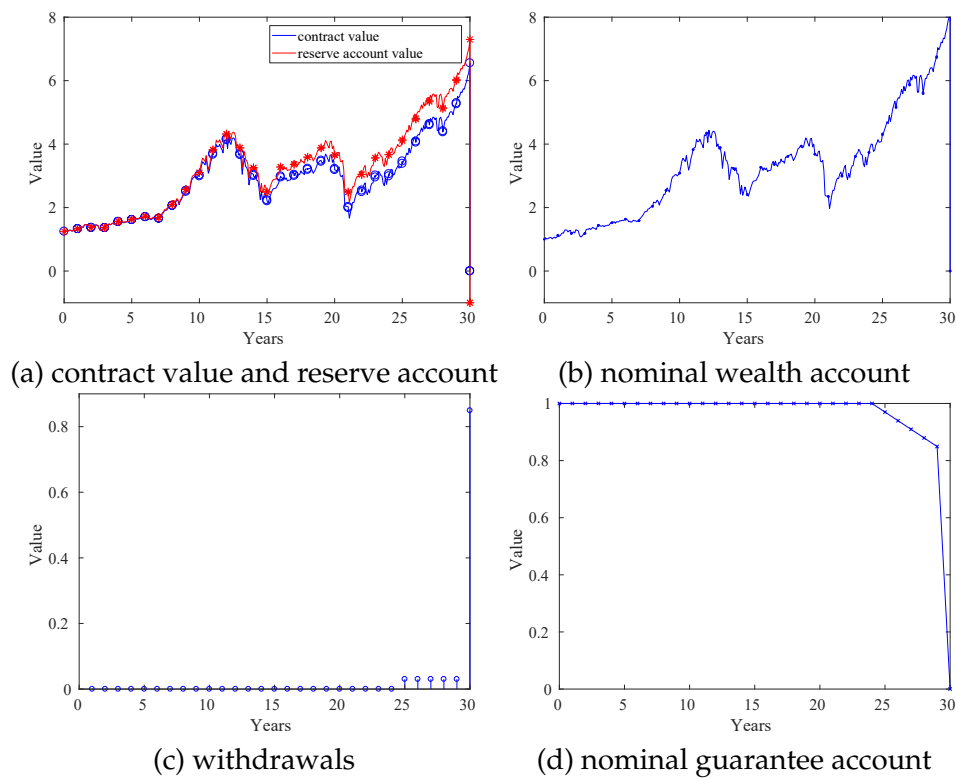 8
6
4
2
0
Value
contract value
reserve account value
0 5 10 15 20 25 30
Years
(a) contract value and reserve account
8
6
4
2
0
Value
0 5 10 15 20 25 30
Years
(b) nominal wealth account
0.8
0.6
0.4
0.2
0
Value
0 5 10 15 20 25 30
Years
(c) withdrawals
1
0.8
0.6
0.4
0.2
0
Value
0 5 10 15 20 25 30
Years
(d) nominal guarantee account